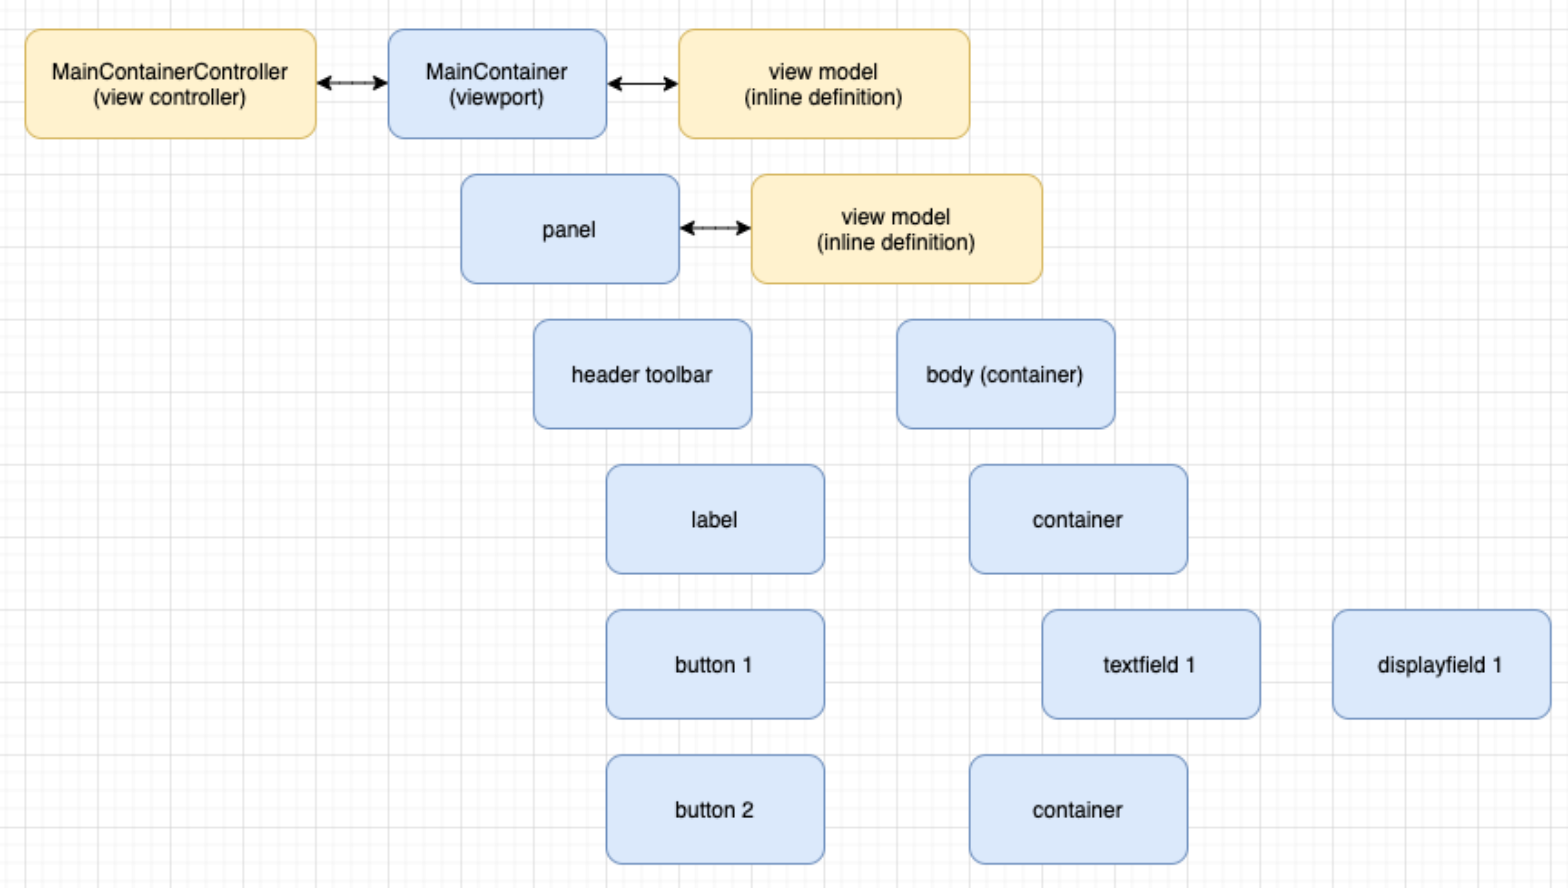 MainContainerController
(view controller)
MainContainer
(viewport)
view model
(inline definition)
panel
view model
(inline definition)
header toolbar
body (container)
label
container
button 1
textfield 1
displayfield 1
button 2
container